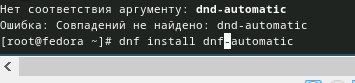 Нет соответствия аргументу: dnd-automatic
Ошибка: Совпадений не найдено: dnd-automatic
[root@fedora ~]# dnf install dnf-automatic